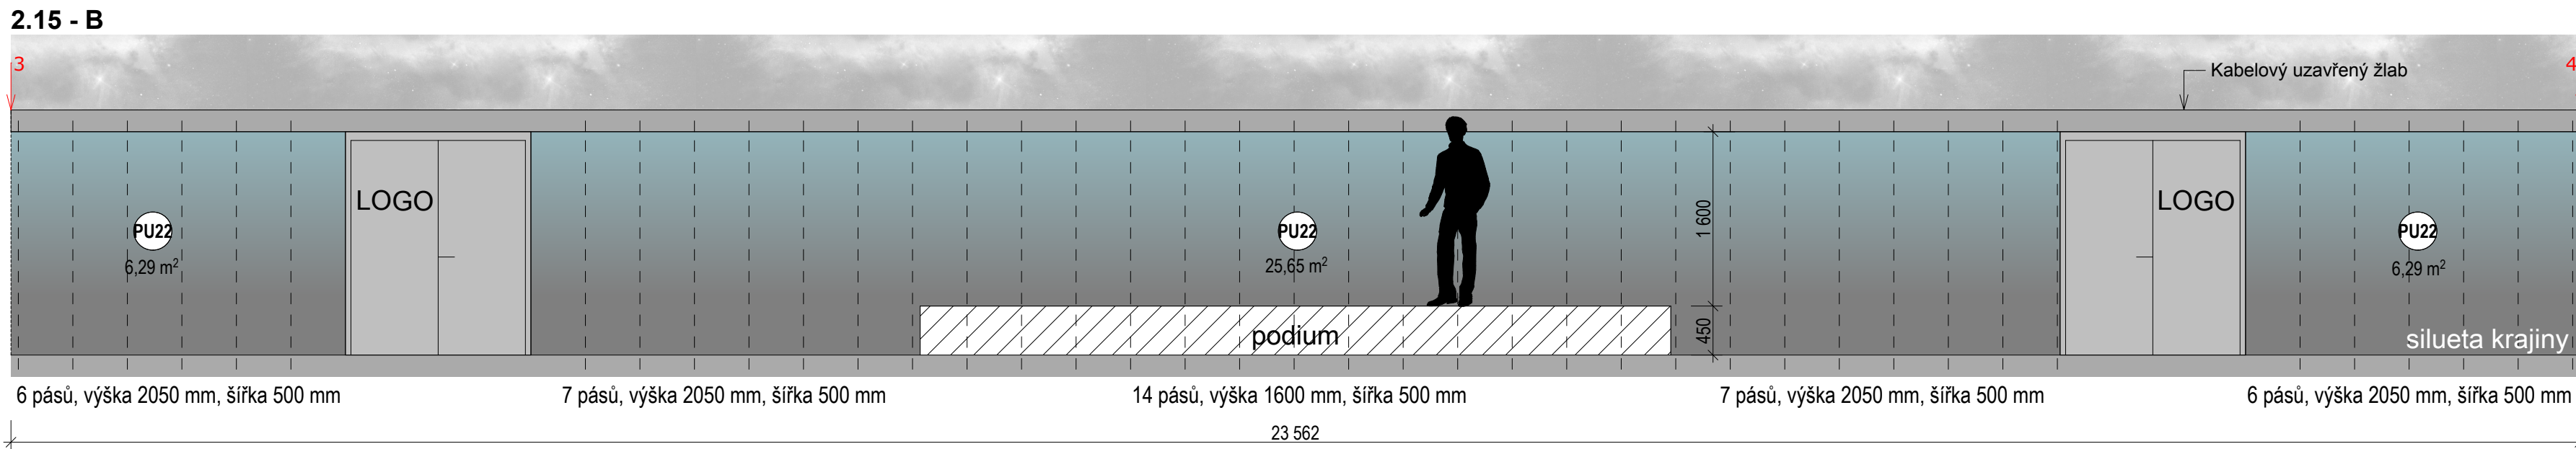 2.15 - B
3
4
Kabelový uzavřený žlab
LOGO
LOGO
PU22
6,29 m²
PU22
25,65 m²
1 600
PU22
6,29 m²
podium
450
silueta krajiny
6 pásů, výška 2050 mm, šířka 500 mm
7 pásů, výška 2050 mm, šířka 500 mm
14 pásů, výška 1600 mm, šířka 500 mm
7 pásů, výška 2050 mm, šířka 500 mm
6 pásů, výška 2050 mm, šířka 500 mm
23 562